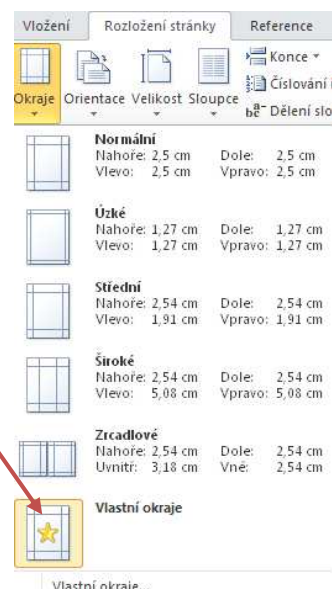 Vložení Rozložení stránky Reference
Konce
Číslování
Okraje Orientace Velikost Sloupce
Dělení slo
Normální
Nahoře: 2,5 cm Dole: 2,5 cm
Vlevo: 2,5 cm Vpravo: 2,5 cm
Úzké
Nahoře: 1,27 cm Dole: 1,27 cm
Vlevo: 1,27 cm Vpravo: 1,27 cm
Střední
Nahoře: 2,54 cm Dole: 2,54 cm
Vlevo: 1,91 cm Vpravo: 1,91 cm
Široké
Nahoře: 2,54 cm Dole: 2,54 cm
Vlevo: 5,08 cm Vpravo: 5,08 cm
Zrcadlové
Nahoře: 2,54 cm Dole: 2,54 cm
Uvnitř: 3,18 cm Vně: 2,54 cm
Vlastní okraje
Vlastní okraje...